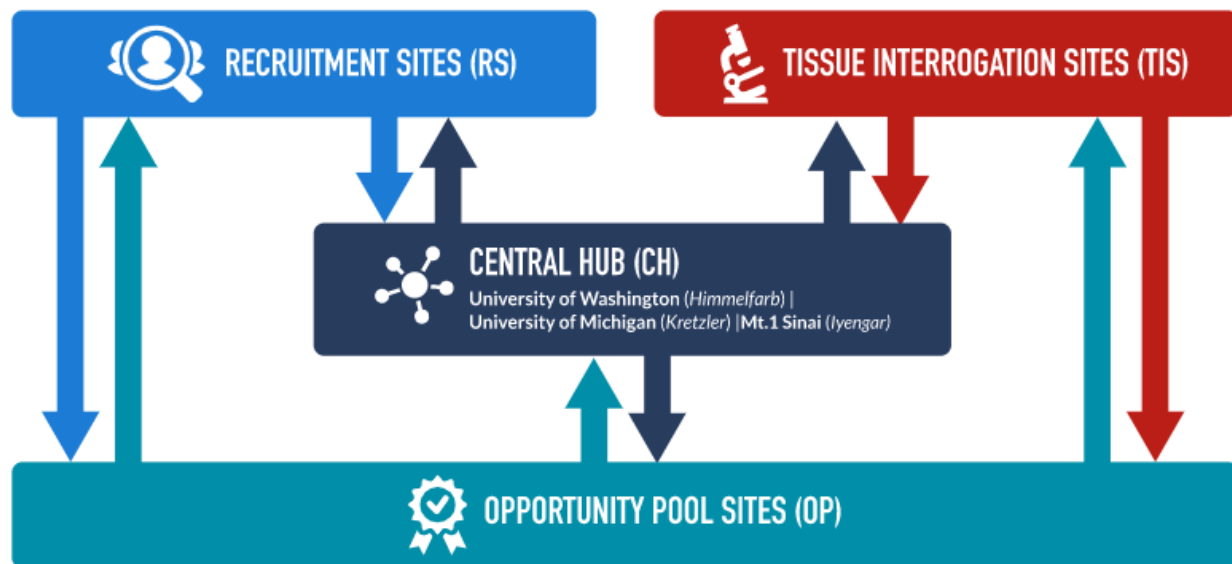 RECRUITMENT SITES (RS)
TISSUE INTERROGATION SITES (TIS)
CENTRAL HUB (CH)
University of Washington (Himmelfarb) |
University of Michigan (Kretzler) |Mt.1 Sinai (Iyengar)
OPPORTUNITY POOL SITES (OP)